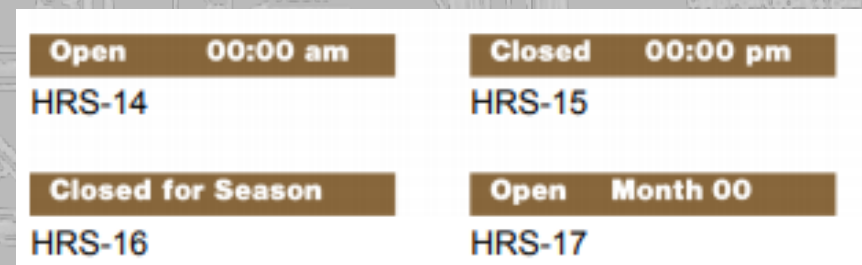 Open 00:00 am
Closed 00:00 pm
HRS-14
HRS-15
Closed for Season
Open Month 00
HRS-16
HRS-17